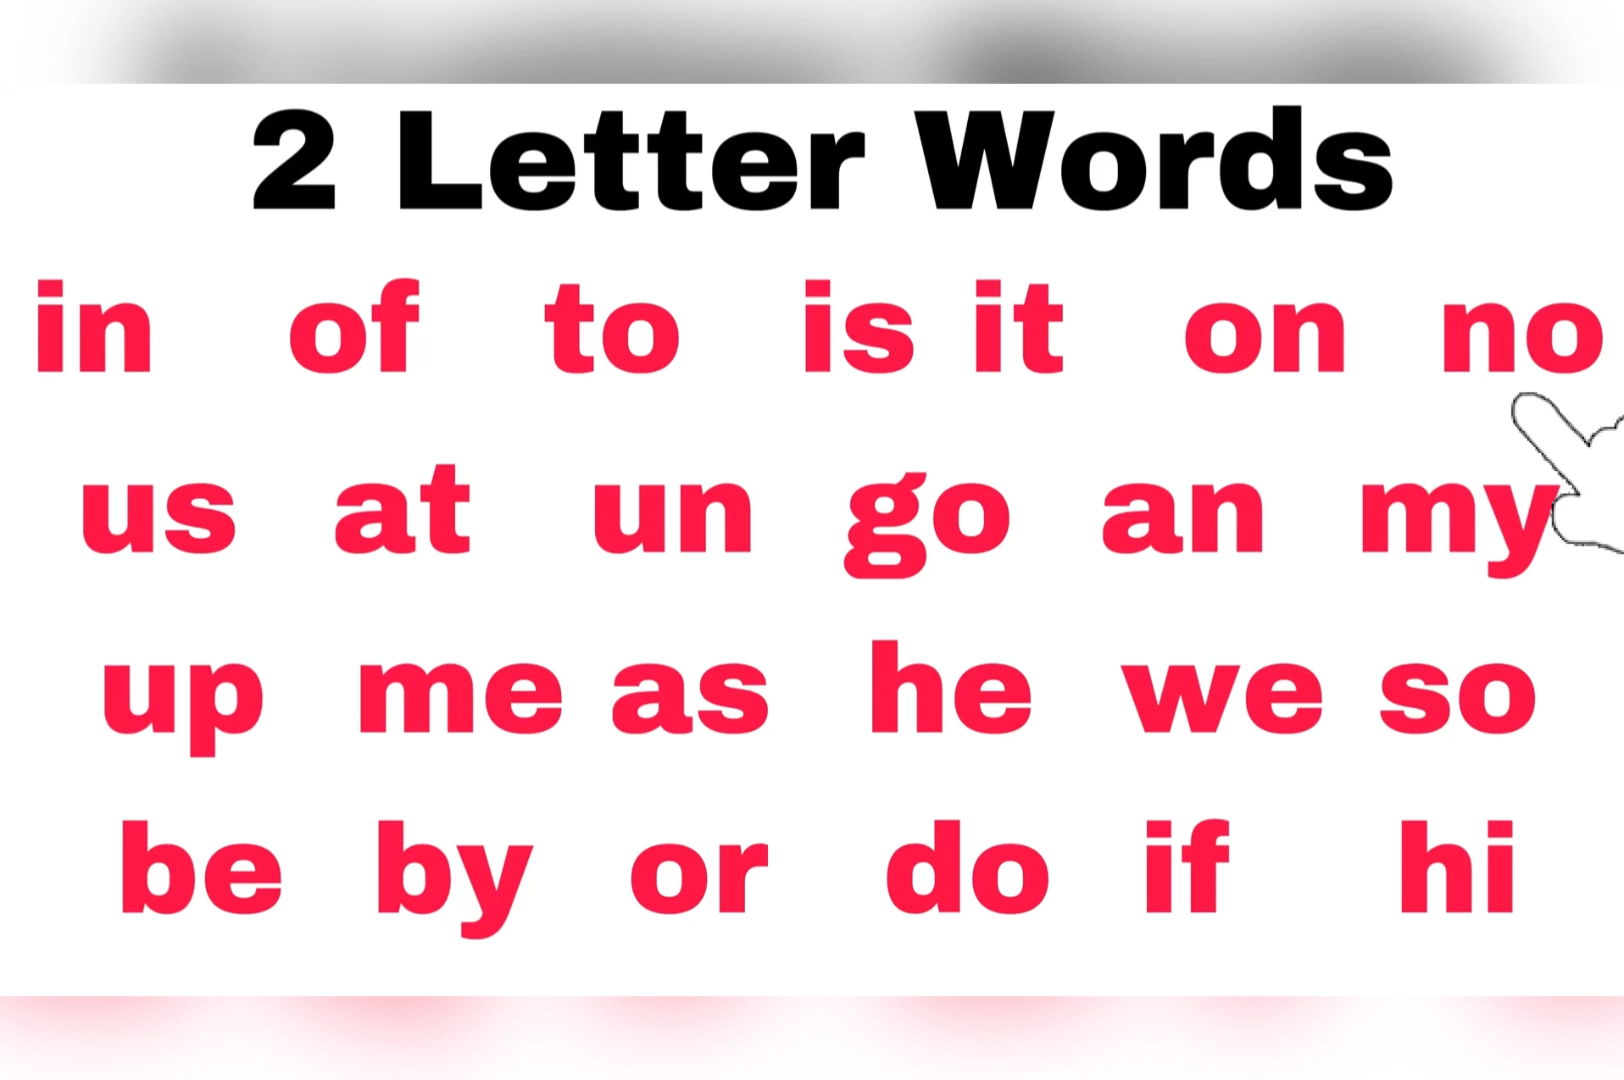 2 Letter Words
in of to is it on no
us at un go an my
up me as he we so
be by or do if hi